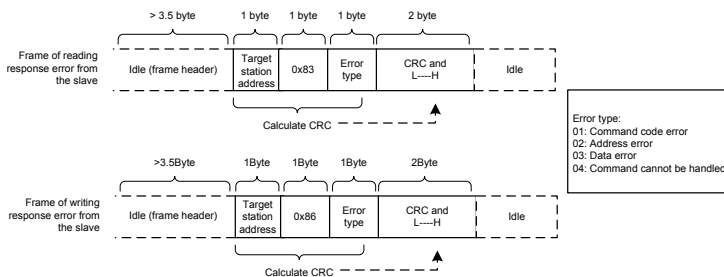 > 3.5 byte 1 byte 1 byte 1 byte 2 byte
Frame of reading
response error from
the slave
Idle (frame header)
Target
station
address
0x83
Error
type
CRC and
L----H
Idle
Calculate CRC
Error type:
01: Command code error
02: Address error
03: Data error
04: Command cannot be handled
>3.5Byte 1Byte 1Byte 1Byte 2Byte
Frame of writing
response error from
the slave
Idle (frame header)
Target
station
address
0x86
Error
type
CRC and
L----H
Idle
Calculate CRC